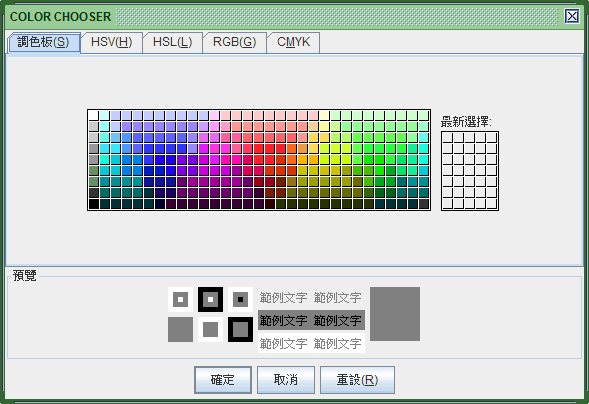 COLOR CHOOSER
調色板(S) HSV(H) HSL(L) RGB(G) CMYK
最新選擇:
預覽
範例文字 範例文字
範例文字 範例文字
範例文字 範例文字
確定 取消 重設(R)